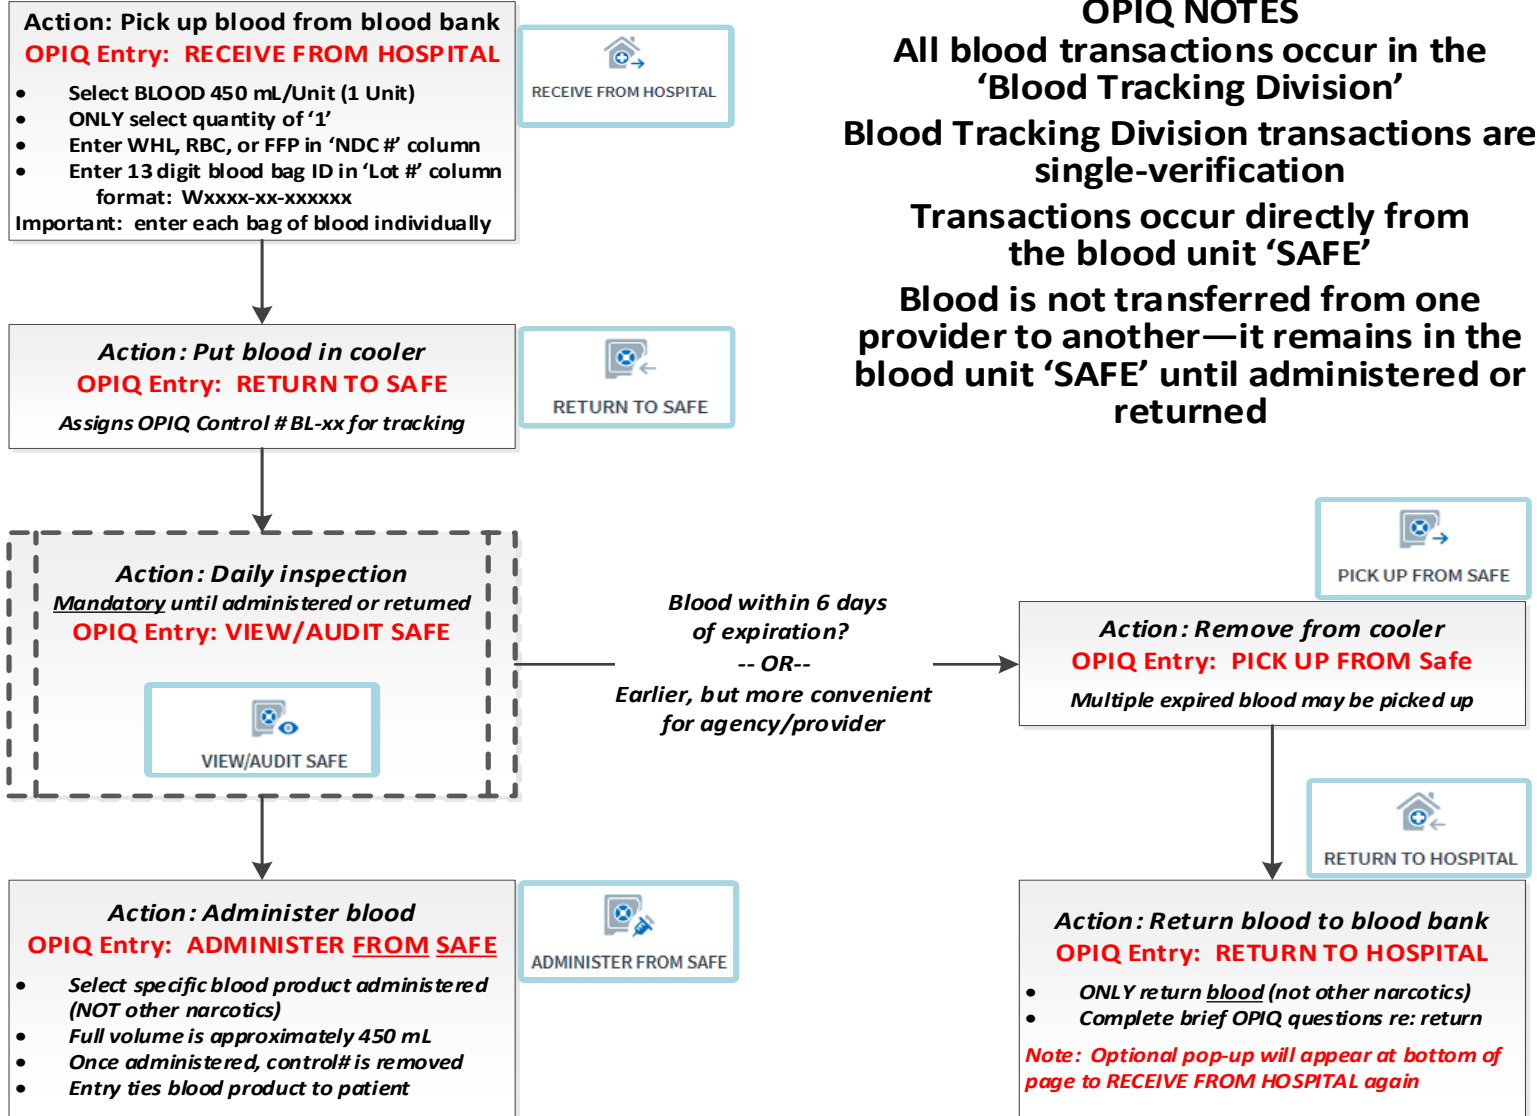 Action: Pick up blood from blood bank
OPIQ Entry: RECEIVE FROM HOSPITAL
• Select BLOOD 450 mL/Unit (1 Unit)
• ONLY select quantity of ‘1’
• Enter WHL, RBC, or FFP in ‘NDC #’ column
• Enter 13 digit blood bag ID in ‘Lot #’ column
format: Wxxxx-xx-xxxxxx
Important: enter each bag of blood individually
RECEIVE FROM HOSPITAL
OPIQ NOTES
All blood transactions occur in the
‘Blood Tracking Division’
Blood Tracking Division transactions are
single-verification
Transactions occur directly from
the blood unit ‘SAFE’
Blood is not transferred from one
provider to another—it remains in the
blood unit ‘SAFE’ until administered or
returned
Action: Put blood in cooler
OPIQ Entry: RETURN TO SAFE
Assigns OPIQ Control # BL-xx for tracking
RETURN TO SAFE
Action: Daily inspection
Mandatory until administered or returned
OPIQ Entry: VIEW/AUDIT SAFE
VIEW/AUDIT SAFE
Blood within 6 days
of expiration?
-- OR--
Earlier, but more convenient
for agency/provider
PICK UP FROM SAFE
Action: Remove from cooler
OPIQ Entry: PICK UP FROM Safe
Multiple expired blood may be picked up
RETURN TO HOSPITAL
Action: Administer blood
OPIQ Entry: ADMINISTER FROM SAFE
• Select specific blood product administered
(NOT other narcotics)
• Full volume is approximately 450 mL
• Once administered, control# is removed
• Entry ties blood product to patient
ADMINISTER FROM SAFE
Action: Return blood to blood bank
OPIQ Entry: RETURN TO HOSPITAL
• ONLY return blood (not other narcotics)
• Complete brief OPIQ questions re: return
Note: Optional pop-up will appear at bottom of
page to RECEIVE FROM HOSPITAL again